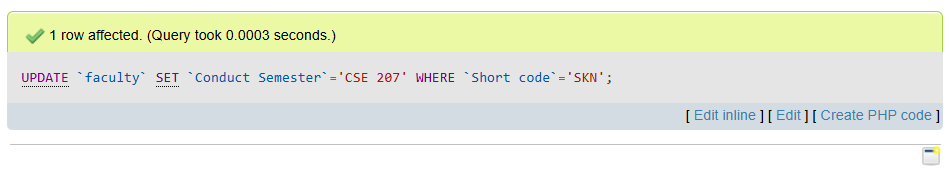 1 row affected. (Query took 0.0003 seconds.)
UPDATE `faculty` SET `Conduct Semester`='CSE 207' WHERE `Short code`='SKN';
[ Edit inline ] [ Edit ] [ Create PHP code ]